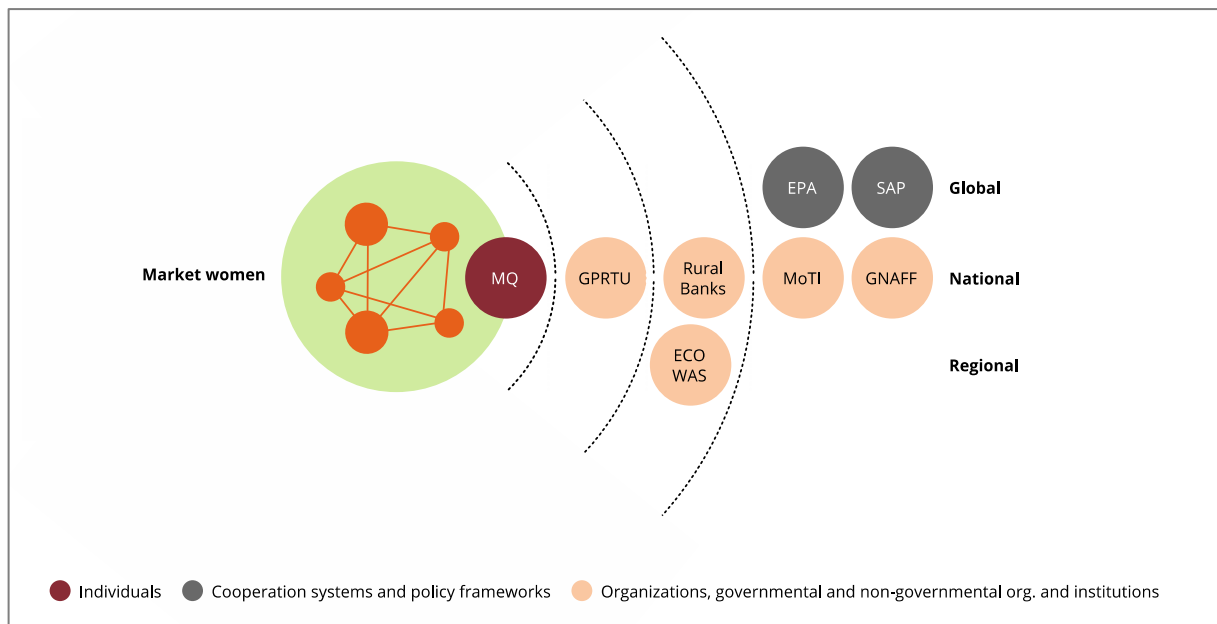 EPA
SAP
Global
Market women
MQ
GPRTU
Rural
Banks
MoTI
GNAFF
National
ECO
WAS
Regional
Individuals
Cooperation systems and policy frameworks
Organizations, governmental and non-governmental org. and institutions